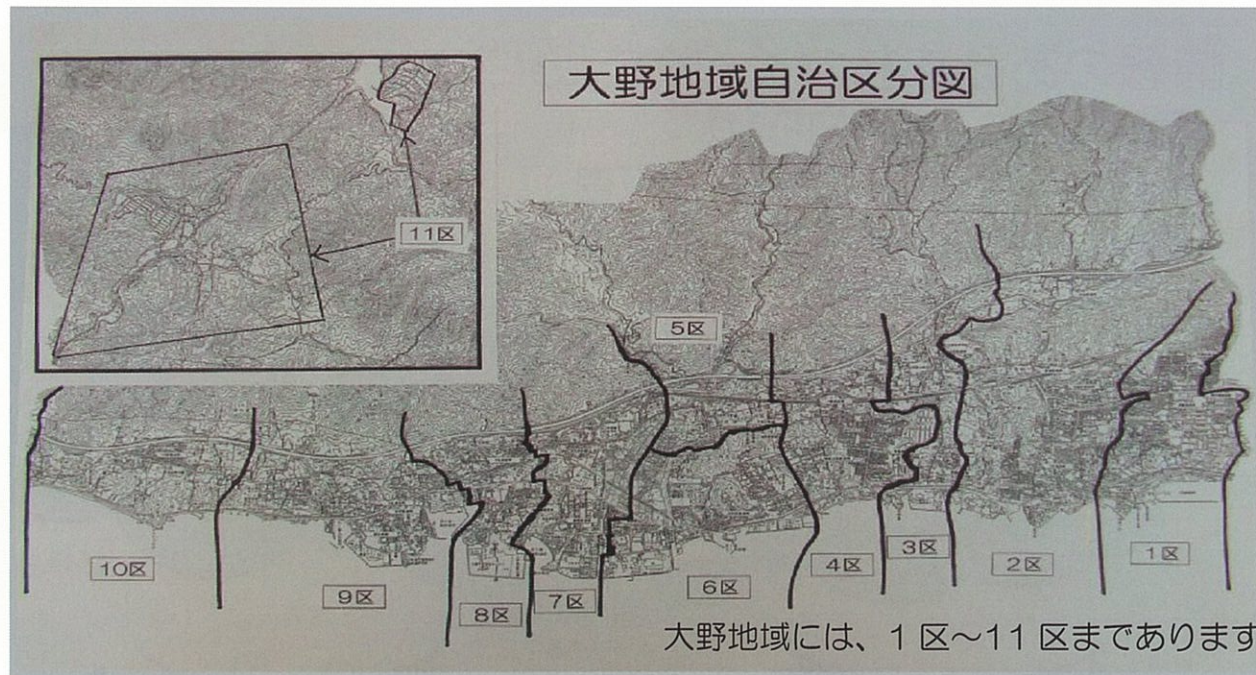 大野地域自治区分図
11区
5区
10区
9区
8区
7区
6区
4区
3区
2区
1区
大野地域には、1区～11区まであります